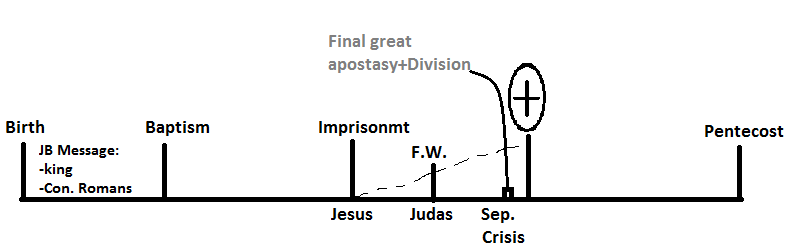 Final great
apostasy+Division
Birth
Baptism
Imprisonmt
F.W.
Pentecost
JB Message:
-king
-Con. Romans
Jesus
Judas
Sep.
Crisis